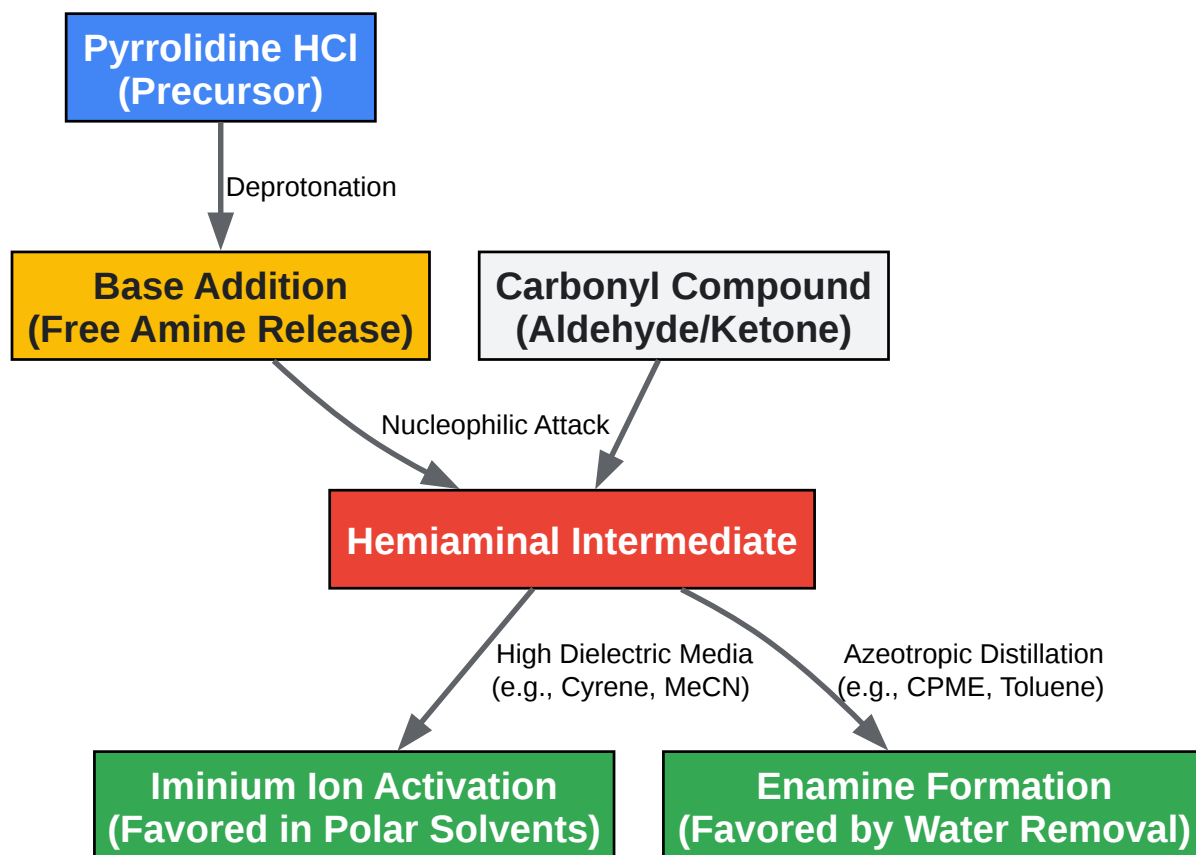 Pyrrolidine HCl
(Precursor)
Deprotonation
Base Addition
(Free Amine Release)
Carbonyl Compound
(Aldehyde/Ketone)
Nucleophilic Attack
Hemiaminal Intermediate
High Dielectric Media
(e.g., Cyrene, MeCN)
Azeotropic Distillation
(e.g., CPME, Toluene)
Iminium Ion Activation
(Favored in Polar Solvents)
Enamine Formation
(Favored by Water Removal)